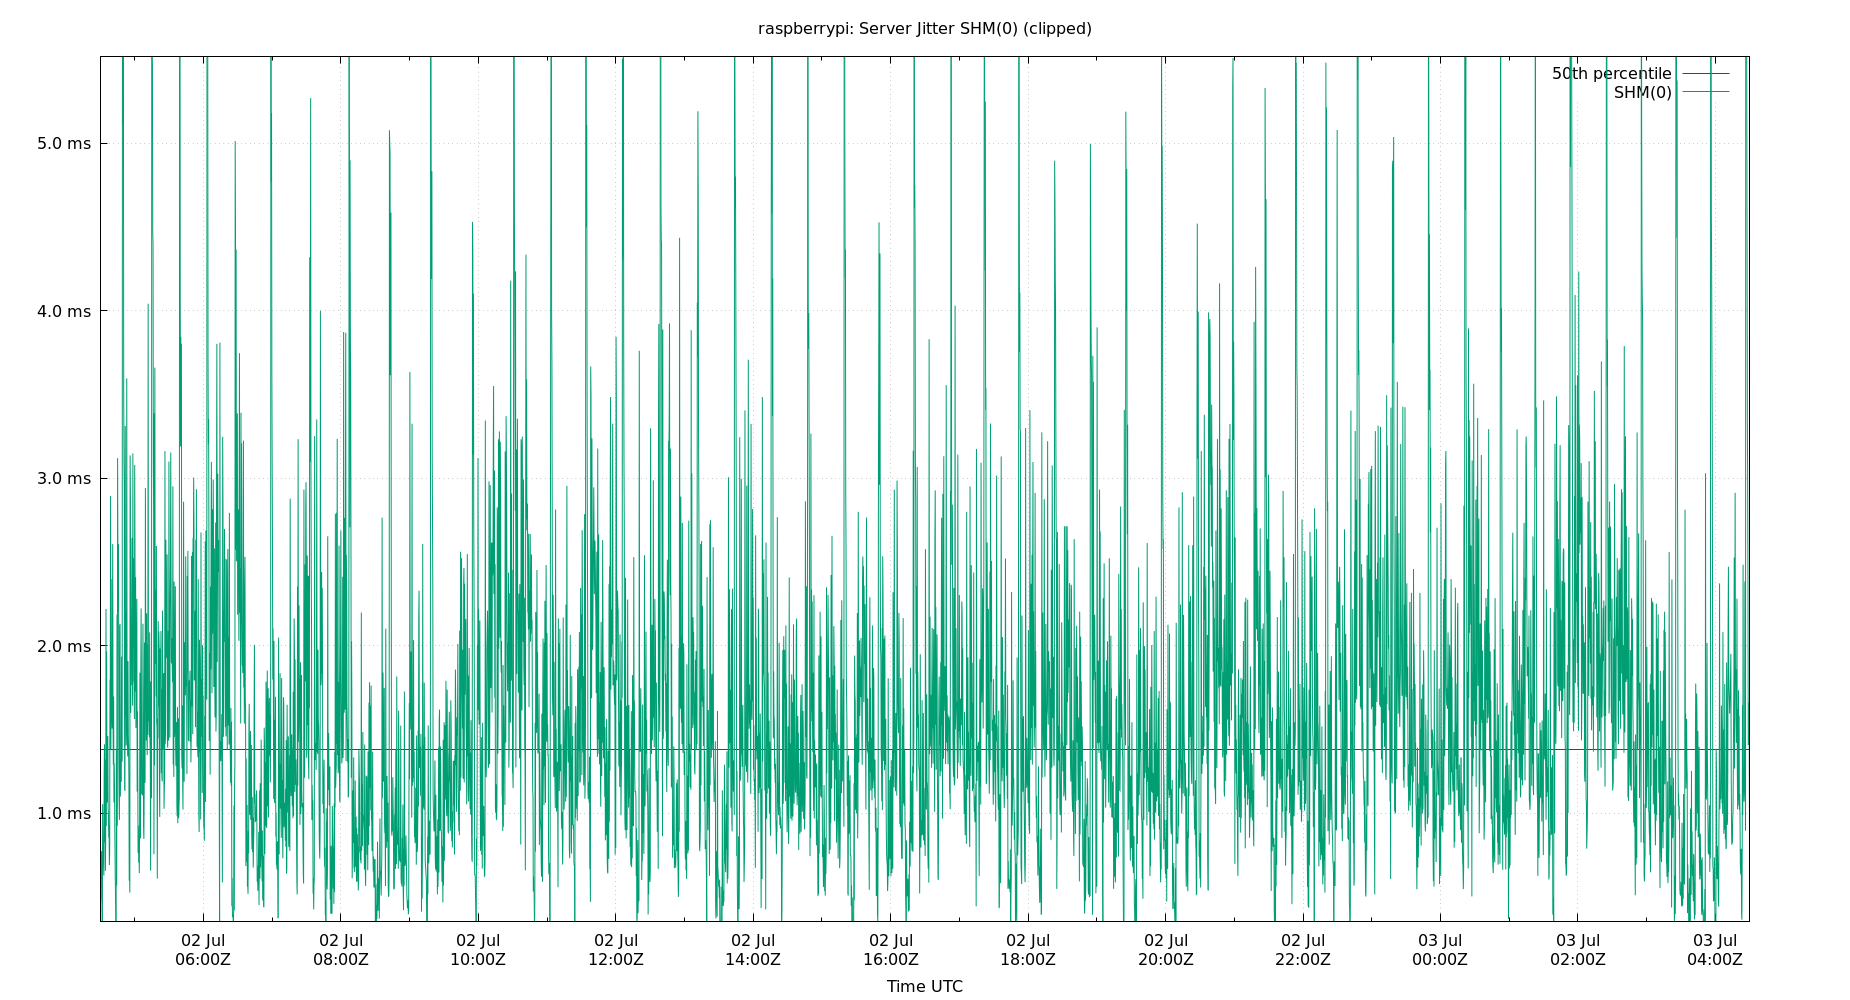 raspberrypi: Server Jitter SHM(0) (clipped)
50th percentile
SHM(0)
5.0 ms
4.0 ms
3.0 ms
2.0 ms
1.0 ms
02 Jul 02 Jul 02 Jul 02 Jul 02 Jul 02 Jul 02 Jul 02 Jul 02 Jul 03 Jul 03 Jul 03 Jul
06:00Z 08:00Z 10:00Z 12:00Z 14:00Z 16:00Z 18:00Z 20:00Z 22:00Z 00:00Z 02:00Z 04:00Z
Time UTC